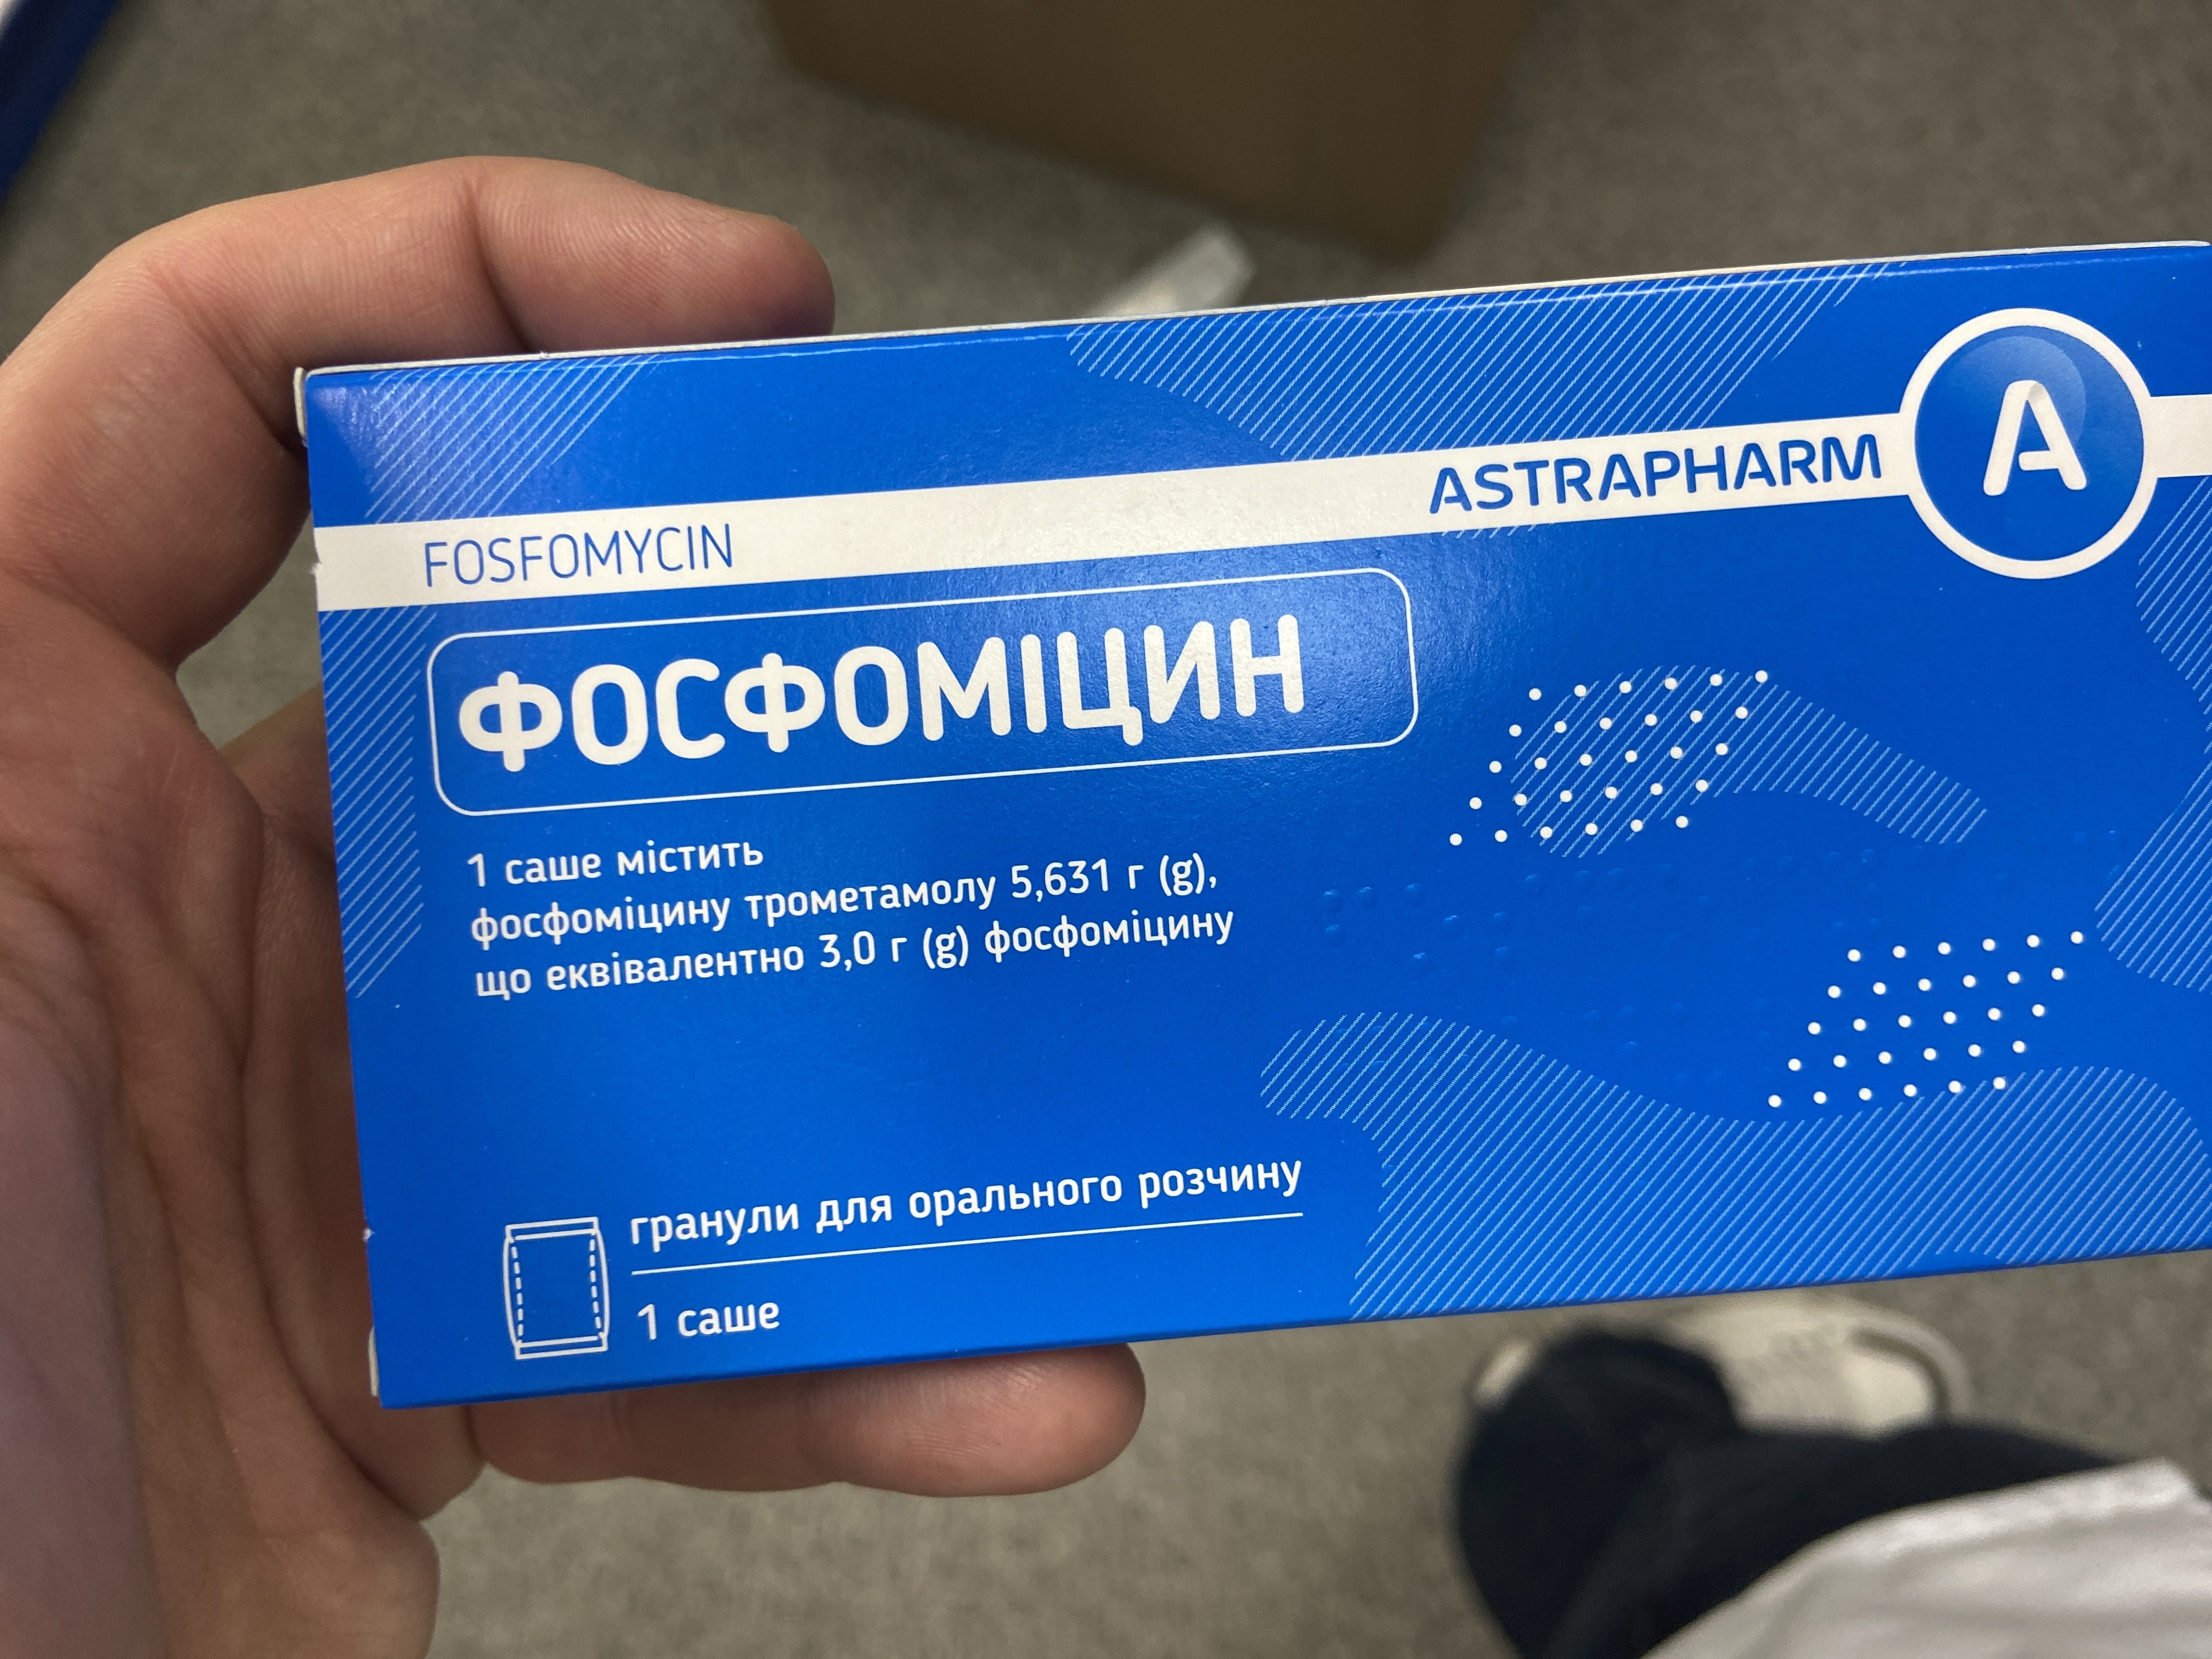 ASTRAPHARM
A
FOSFOMYCIN
ФОСФОМІЦИН
1 саше містить
фосфоміцину трометамолу 5,631 г (g),
що еквівалентно 3,0 г (g) фосфоміцину
гранули для орального розчину
1 саше